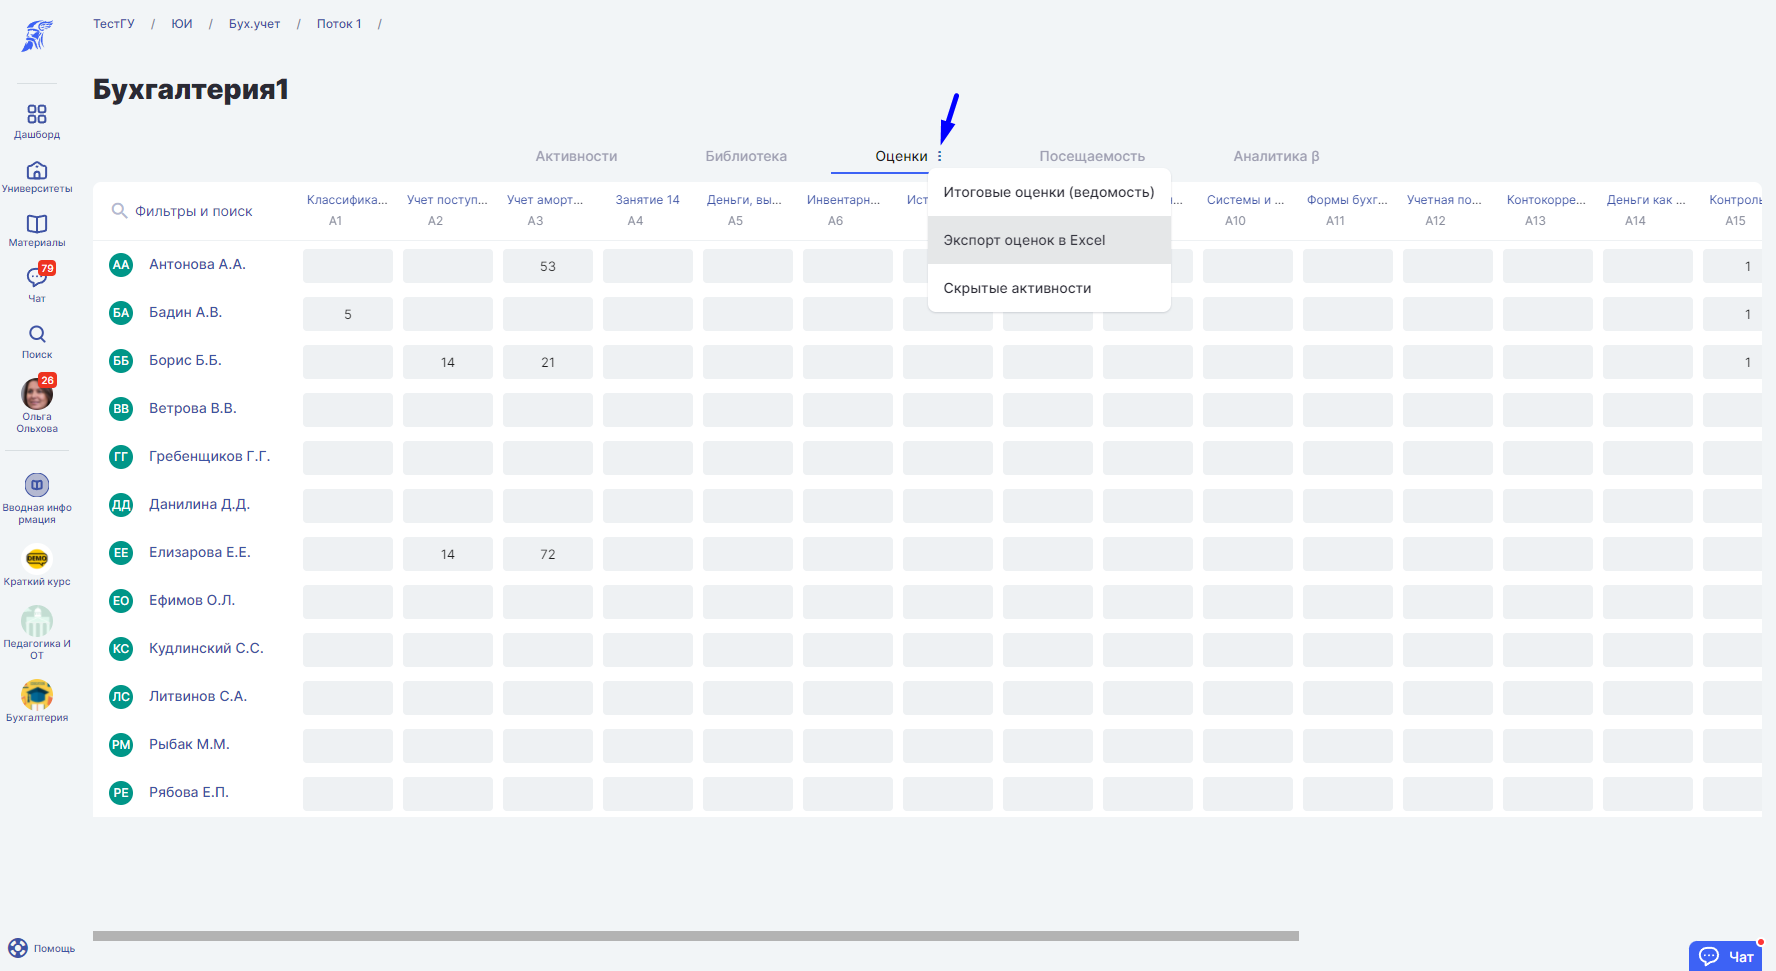 ТестГУ / ЮИ / Бух.учет / Поток 1 /
Бухгалтерия1
Дашборд
Университеты
Материалы
79
Чат
Поиск
26
Ольга
Ольхова
Вводная инфо
рмация
DEMO
Краткий курс
Педагогика И
ОТ
Бухгалтерия
Помощь
Активности Библиотека Оценки Посещаемость Аналитика β
Итоговые оценки (ведомость)
Экспорт оценок в Excel
Скрытые активности
Фильтры и поиск
Классифика... Учет поступ... Учет аморт... Занятие 14 Деньги, вы... Инвентарн... Системы и ... Формы бухг... Учетная по... Контокорре... Деньги как ...
A1 A2 A3 A4 A5 A6 A10 A11 A12 A13 A14 A15
АА Антонова А.А. 53 1
БА Бадин А.В. 5 1
ББ Борис Б.Б. 14 21 1
ВВ Ветрова В.В.
ГГ Гребенщиков Г.Г.
ДД Данилина Д.Д.
ЕЕ Елизарова Е.Е. 14 72
ЕО Ефимов О.Л.
КС Кудлинский С.С.
ЛС Литвинов С.А.
РМ Рыбак М.М.
РЕ Рябова Е.П.
Чат